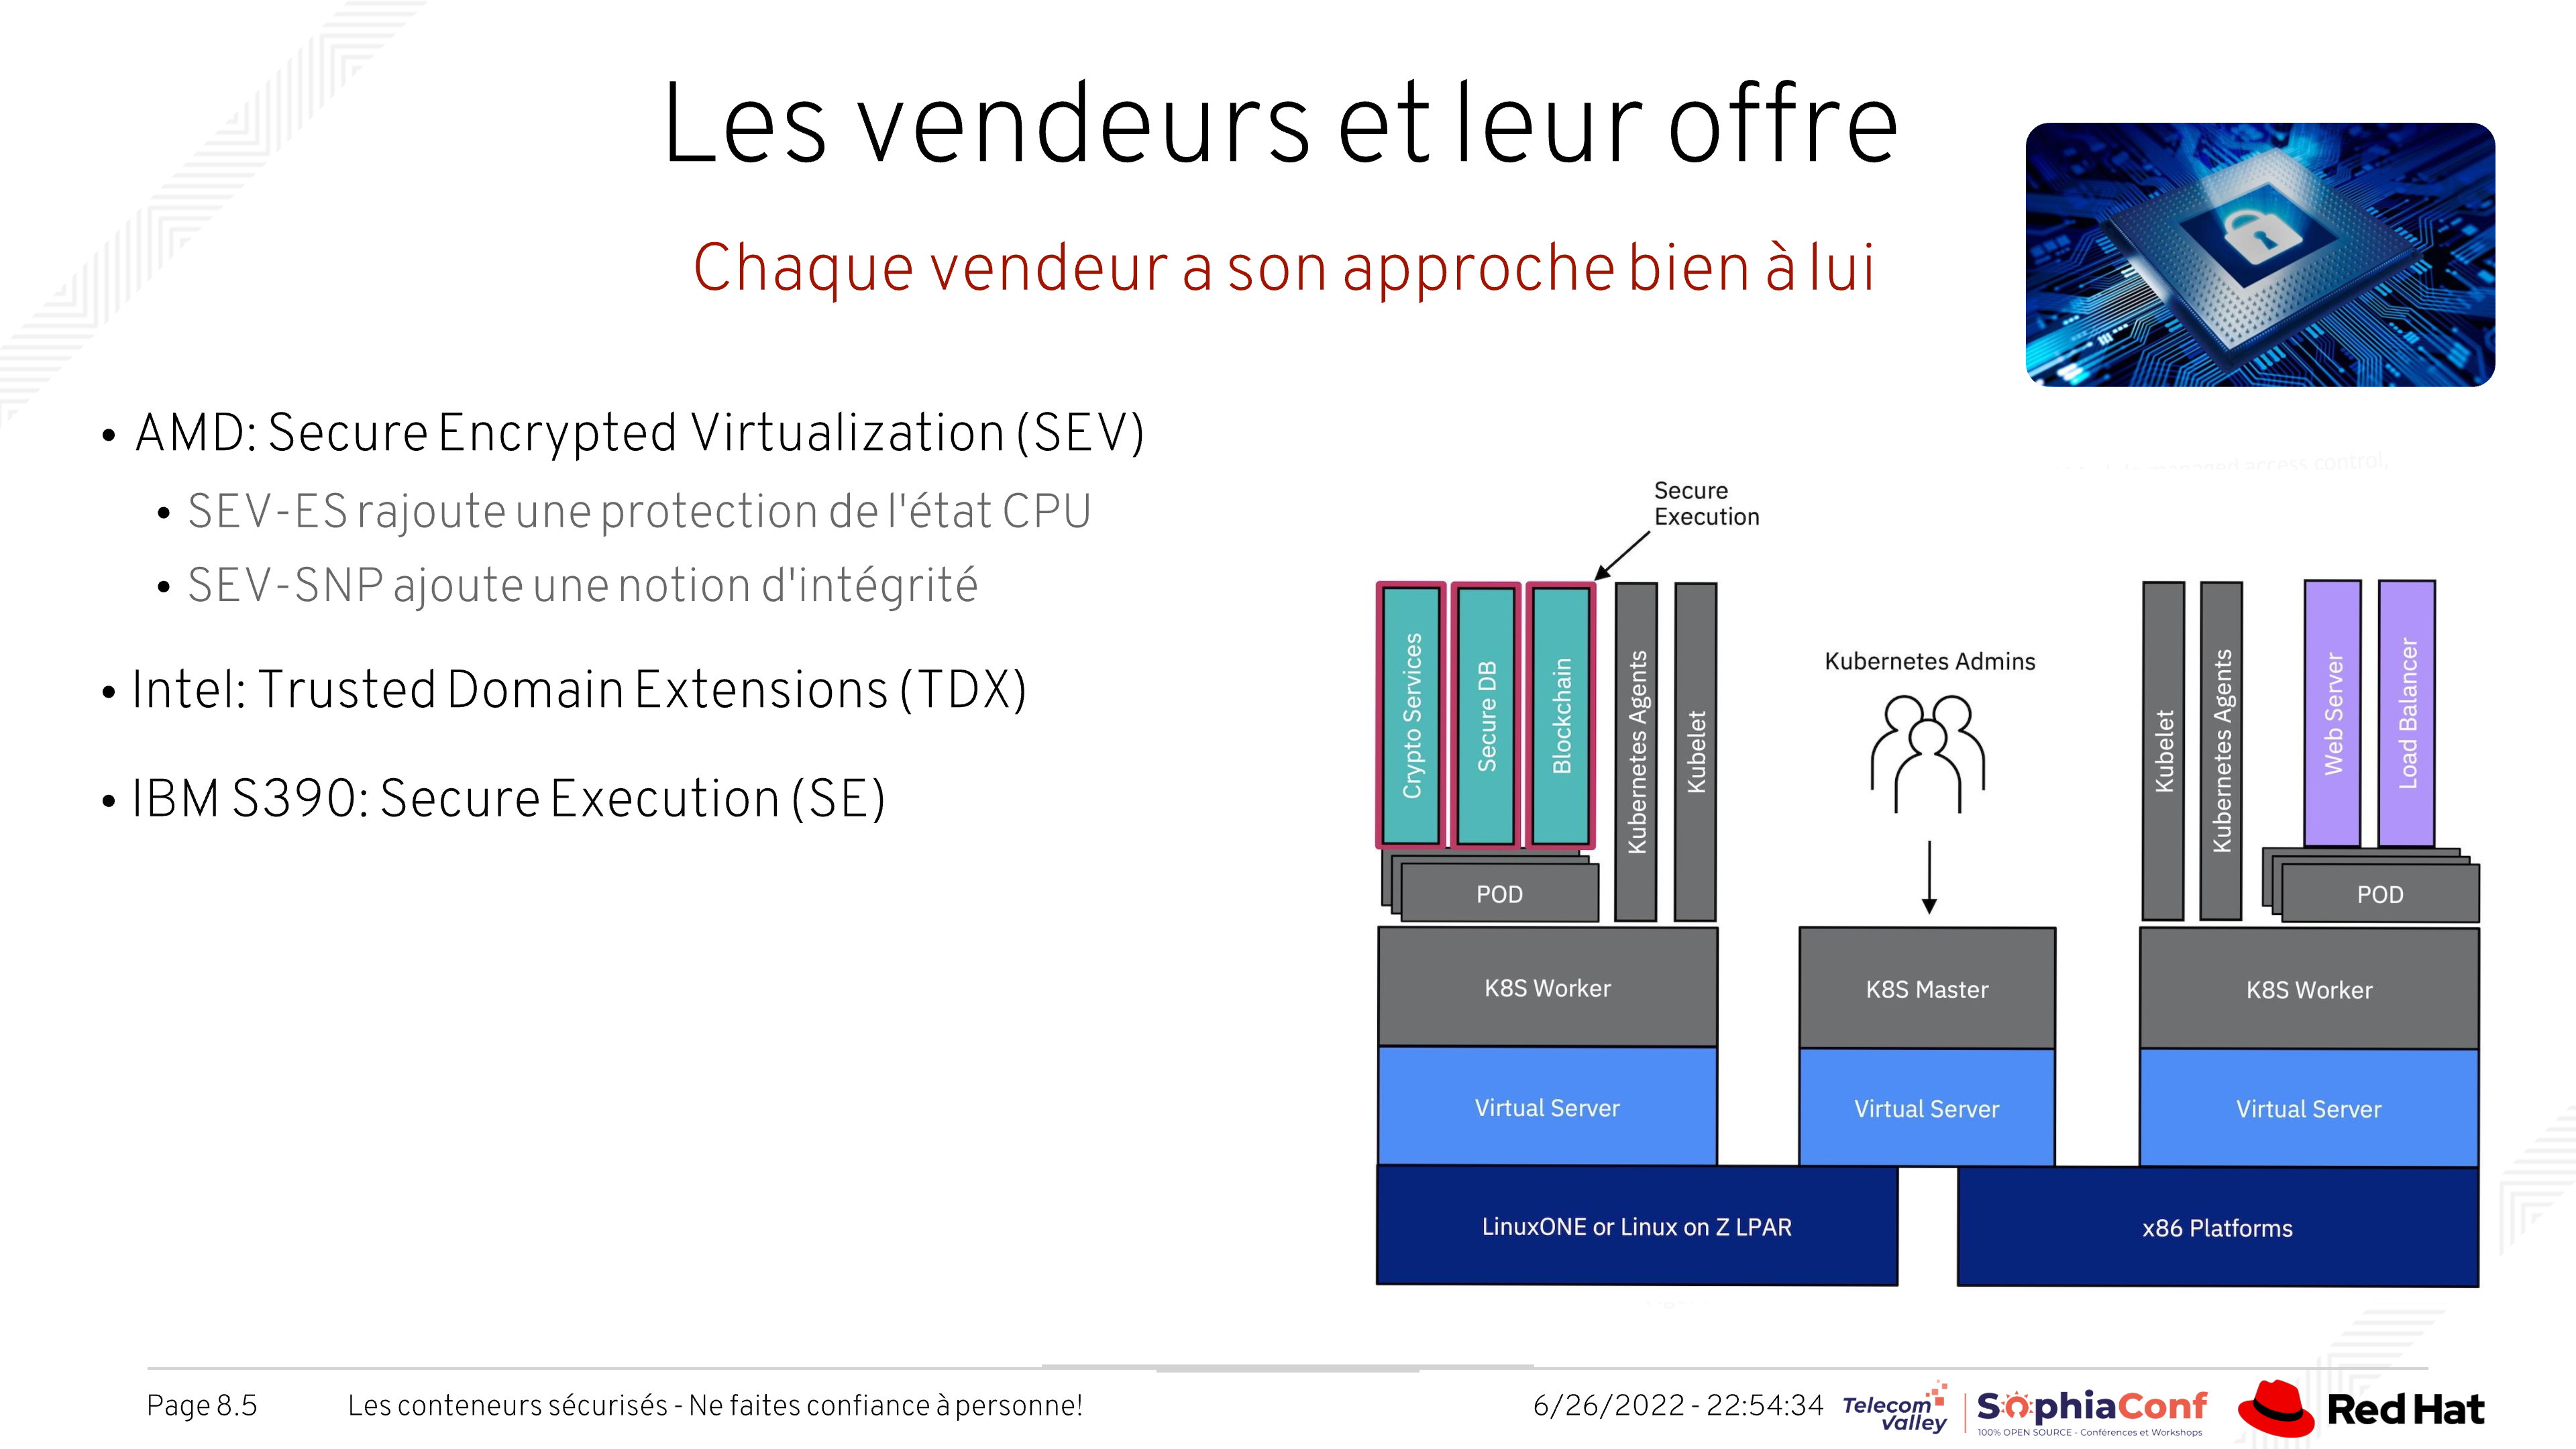 Les vendeurs et leur offre
Chaque vendeur a son approche bien à lui
• AMD: Secure Encrypted Virtualization (SEV)
• SEV-ES rajoute une protection de l'état CPU
• SEV-SNP ajoute une notion d'intégrité
• Intel: Trusted Domain Extensions (TDX)
• IBM S390: Secure Execution (SE)
managed access control,
Secure
Execution
Crypto Services
Secure DB
Blockchain
Kubernetes Agents
Kubelet
POD
Kubernetes Admins
Kubelet
Kubernetes Agents
Web Server
Load Balancer
POD
K8S Worker
K8S Master
K8S Worker
Virtual Server
Virtual Server
Virtual Server
LinuxONE or Linux on Z LPAR
x86 Platforms
Page 8.5
Les conteneurs sécurisés - Ne faites confiance à personne!
6/26/2022 - 22:54:34
Telecom
Valley
SophiaConf
100% OPEN SOURCE - Conférences et Workshops
Red Hat